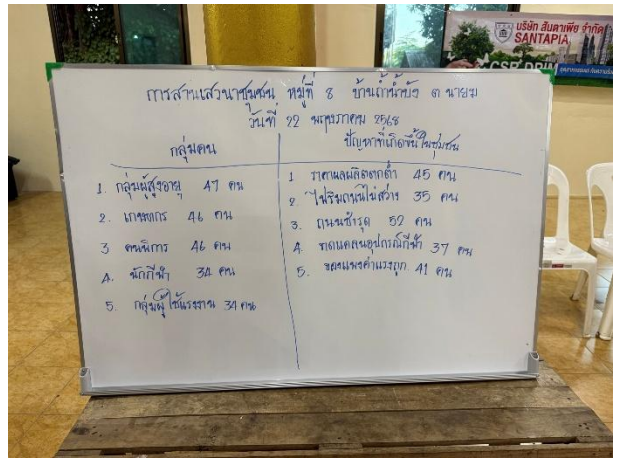 บริษัท สันตาเพีย จำกัด
SANTAPIA
การสานเสวนาชุมชน หมู่ที่ 8 บ้านถ้ำน้ำบัง ต นายม
วันที่ 22 พฤษภาคม 2568
กลุ่มคน
1. กลุ่มผู้สูงอายุ 47 คน
2. เกษตกร 46 คน
3 คนพิการ 46 คน
4. นักกีฬา 34 คน
5. กลุ่มผู้ใช้แรงงาน 34 คน
ปัญหาที่เกิดขึ้นในชุมชน
1 ราคาผลผลิตตกต่ำ 45 คน
2. ไฟริมถนนไม่สว่าง 35 คน
3. ถนนชำรุด 52 คน
4. ขาดแคลนอุปกรณ์กีฬา 37 คน
5. ของแพงค่าแรงถูก 41 คน